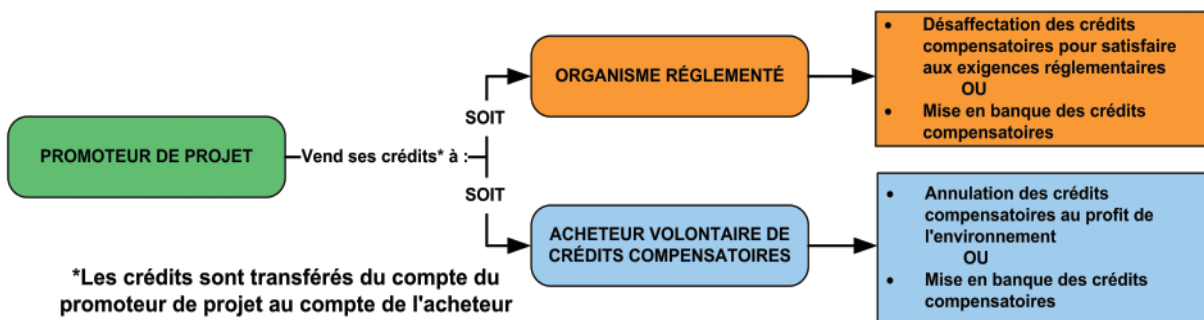 PROMOTEUR DE PROJET
Vend ses crédits* à :
SOIT
ORGANISME RÉGLEMENTÉ
• Désaffectation des crédits
compensatoires pour satisfaire
aux exigences réglementaires
OU
• Mise en banque des crédits
compensatoires
SOIT
ACHETEUR VOLONTAIRE DE
CRÉDITS COMPENSATOIRES
• Annulation des crédits
compensatoires au profit de
l'environnement
OU
• Mise en banque des crédits
compensatoires
*Les crédits sont transférés du compte du
promoteur de projet au compte de l'acheteur